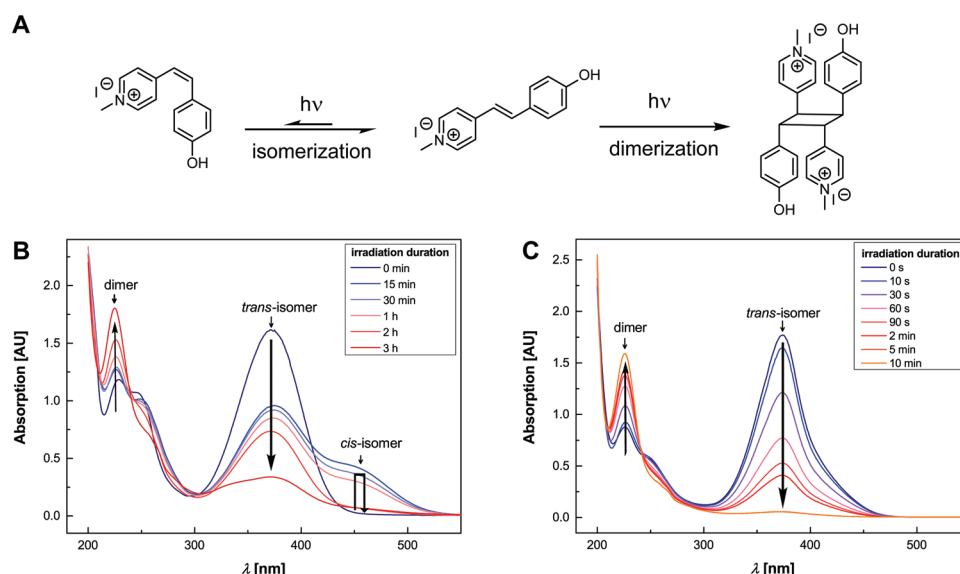 A
I⊖
N
⊕
OH
hν
isomerization
I⊖
N
⊕
OH
hν
dimerization
N
⊕
I⊖
OH
OH
N
⊕
I⊖
B
Absorption [AU]
2.0
1.5
1.0
0.5
0.0
200
300
400
500
λ [nm]
dimer
trans-isomer
cis-isomer
irradiation duration
0 min
15 min
30 min
1 h
2 h
3 h
C
Absorption [AU]
2.5
2.0
1.5
1.0
0.5
0.0
200
300
400
500
λ [nm]
dimer
trans-isomer
irradiation duration
0 s
10 s
30 s
60 s
90 s
2 min
5 min
10 min